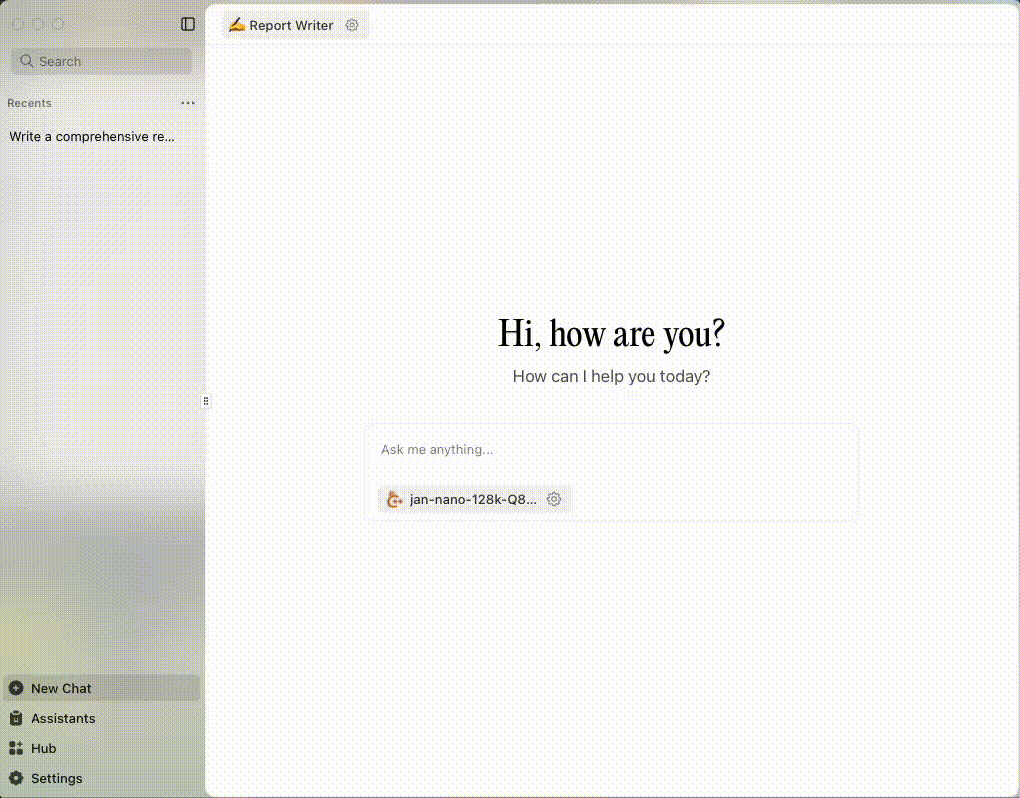 Search
Recents
Write a comprehensive re...
New Chat
Assistants
Hub
Settings
Report Writer
Hi, how are you?
How can I help you today?
Ask me anything...
jan-nano-128k-Q8...